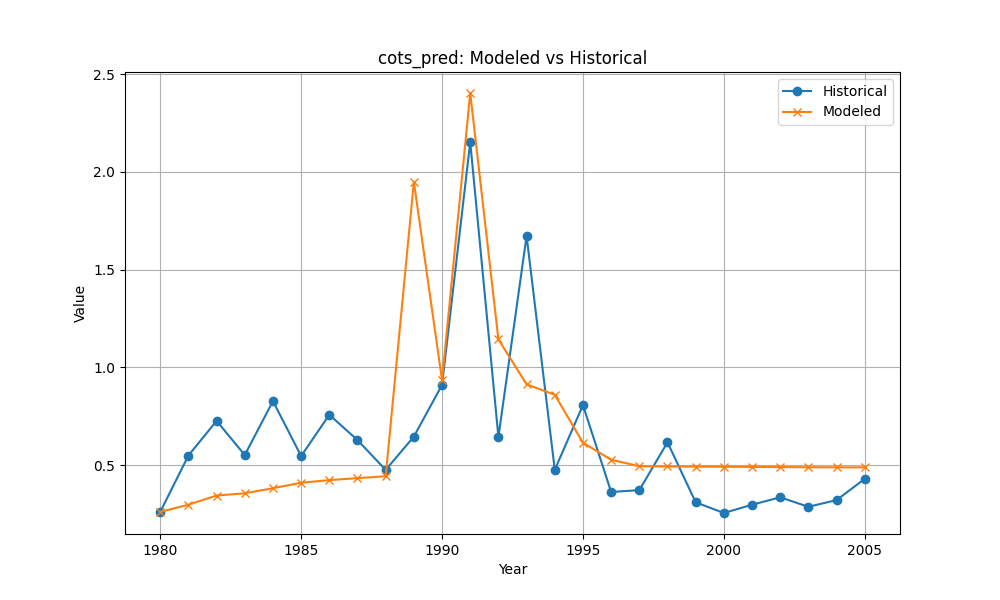 cots_pred: Modeled vs Historical
2.5
2.0
1.5
1.0
0.5
Value
Historical
Modeled
1980
1985
1990
1995
2000
2005
Year